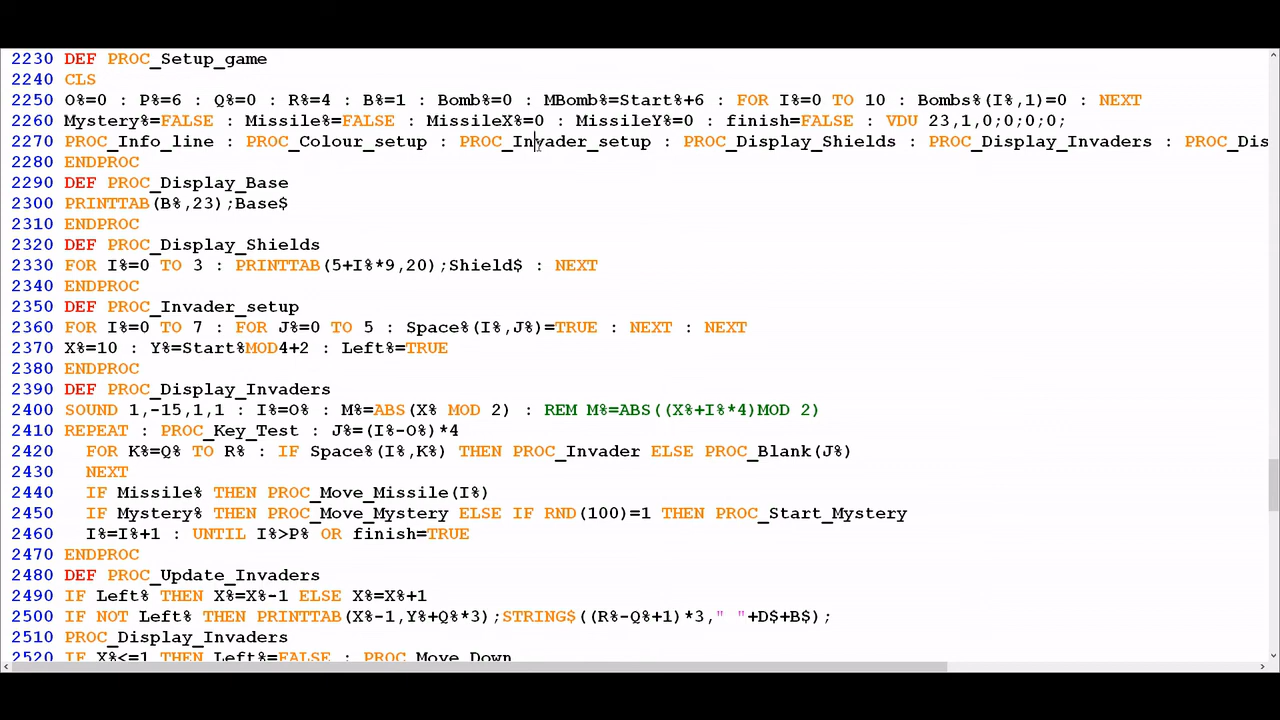 2230 DEF PROC_Setup_game
2240 CLS
2250 O%=0 : P%=6 : Q%=0 : R%=4 : B%=1 : Bomb%=0 : MBomb%=Start%+6 : FOR I%=0 TO 10 : Bombs%(I%,1)=0 : NEXT
2260 Mystery%=FALSE : Missile%=FALSE : MissileX%=0 : MissileY%=0 : finish=FALSE : VDU 23,1,0;0;0;0;
2270 PROC_Info_line : PROC_Colour_setup : PROC_Invader_setup : PROC_Display_Shields : PROC_Display_Invaders : PROC_Dis
2280 ENDPROC
2290 DEF PROC_Display_Base
2300 PRINTTAB(B%,23);Base$
2310 ENDPROC
2320 DEF PROC_Display_Shields
2330 FOR I%=0 TO 3 : PRINTTAB(5+I%*9,20);Shield$ : NEXT
2340 ENDPROC
2350 DEF PROC_Invader_setup
2360 FOR I%=0 TO 7 : FOR J%=0 TO 5 : Space%(I%,J%)=TRUE : NEXT : NEXT
2370 X%=10 : Y%=Start%MOD4+2 : Left%=TRUE
2380 ENDPROC
2390 DEF PROC_Display_Invaders
2400 SOUND 1,-15,1,1 : I%=O% : M%=ABS(X% MOD 2) : REM M%=ABS((X%+I%*4)MOD 2)
2410 REPEAT : PROC_Key_Test : J%=(I%-O%)*4
2420 FOR K%=Q% TO R% : IF Space%(I%,K%) THEN PROC_Invader ELSE PROC_Blank(J%)
2430 NEXT
2440 IF Missile% THEN PROC_Move_Missile(I%)
2450 IF Mystery% THEN PROC_Move_Mystery ELSE IF RND(100)=1 THEN PROC_Start_Mystery
2460 I%=I%+1 : UNTIL I%>P% OR finish=TRUE
2470 ENDPROC
2480 DEF PROC_Update_Invaders
2490 IF Left% THEN X%=X%-1 ELSE X%=X%+1
2500 IF NOT Left% THEN PRINTTAB(X%-1,Y%+Q%*3);STRING$((R%-Q%+1)*3," "+D$+B$);
2510 PROC_Display_Invaders
2520 IF X%<=1 THEN Left%=FALSE : PROC_Move_Down